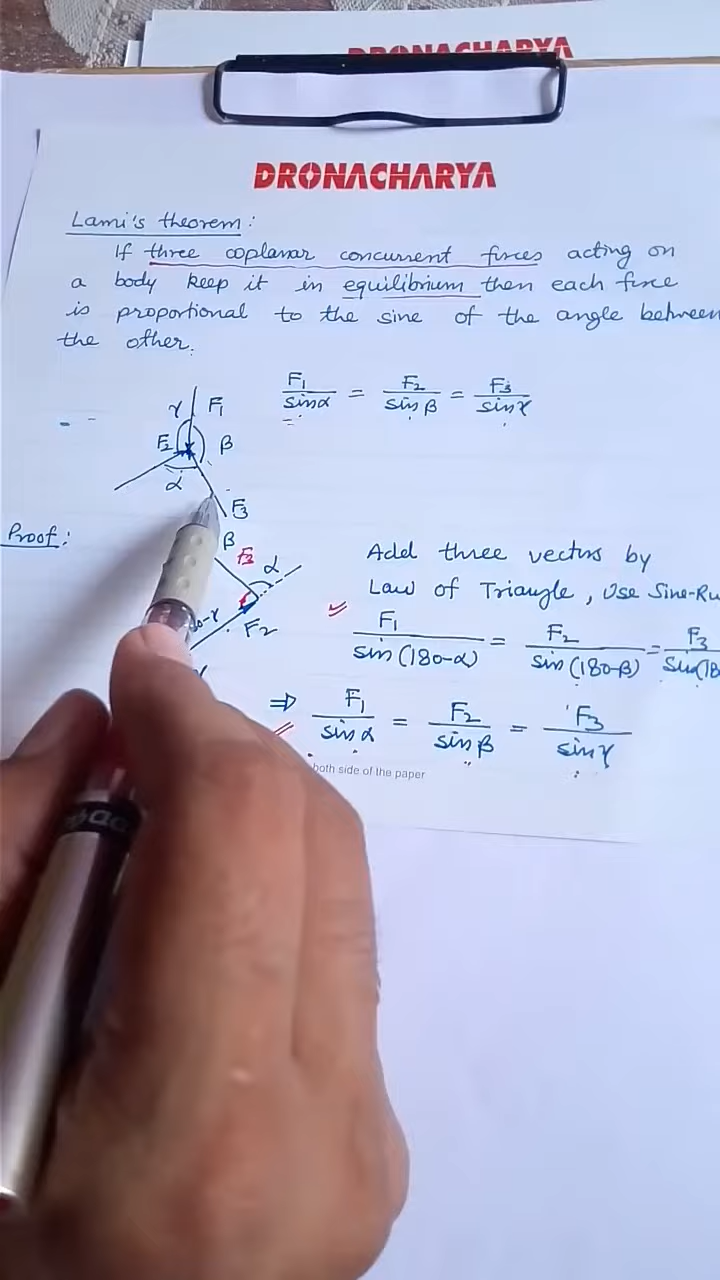 DRONACHARYA
DRONACHARYA
Lami's theorem:
If three coplanar concurrent forces acting on
a body keep it in equilibrium then each force
is proportional to the sine of the angle between
the other.
F₁/sinα = F₂/sinβ = F₃/sinγ
γ F₁
F₂ β
α
F₃
Proof:
β
F₃ α
Add three vectors by
Law of Triangle, Use Sine-Ru
F₂
F₁/sin(180-α) = F₂/sin(180-β) = F₃/Sin(18
⇒ F₁/sinα = F₂/sinβ = F₃/sinγ
both side of the paper